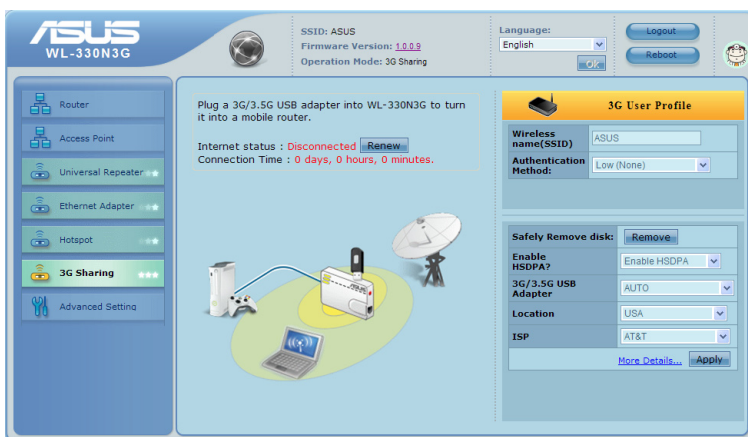 ASUS
WL-330N3G
SSID: ASUS
Firmware Version: 1.0.0.9
Operation Mode: 3G Sharing
Language:
English
OK
Logout
Reboot
Router
Access Point
Universal Repeater
Ethernet Adapter
Hotspot
3G Sharing
Advanced Setting
Plug a 3G/3.5G USB adapter into WL-330N3G to turn
it into a mobile router.
Internet status : Disconnected Renew
Connection Time : 0 days, 0 hours, 0 minutes.
ASUS
3G User Profile
Wireless
name(SSID)
ASUS
Authentication
Method:
Low (None)
Safely Remove disk:
Remove
Enable
HSDPA?
Enable HSDPA
3G/3.5G USB
Adapter
AUTO
Location
USA
ISP
AT&T
More Details...
Apply